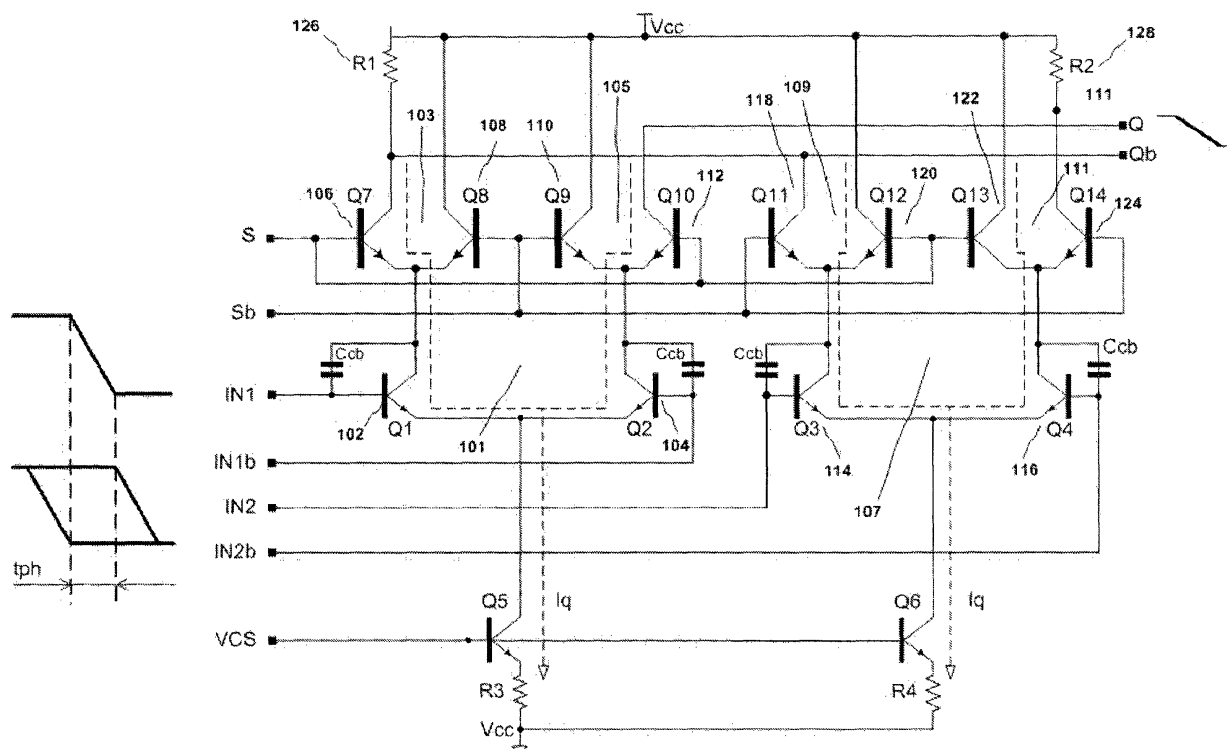 126
Vcc
128
R1
R2
103
108
110
105
118
109
122
111
Q
Qb
106
Q7
Q8
Q9
Q10
112
Q11
Q12
120
Q13
111
Q14
124
S
Sb
Ccb
Ccb
Ccb
Ccb
IN1
102
Q1
101
Q2
104
Q3
114
107
116
Q4
IN1b
IN2
IN2b
tph
Q5
Iq
Q6
Iq
VCS
R3
R4
Vcc